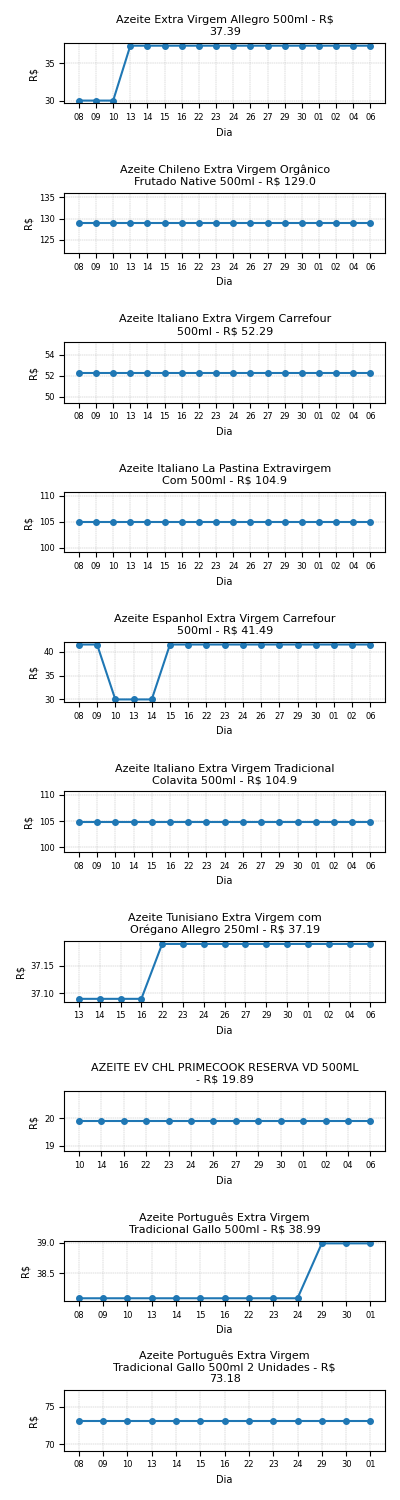 Azeite Extra Virgem Allegro 500ml - R$
37.39
R$
35
30
08 09 10 13 14 15 16 22 23 24 26 27 29 30 01 02 04 06
Dia
Azeite Chileno Extra Virgem Orgânico
Frutado Native 500ml - R$ 129.0
R$
135
130
125
08 09 10 13 14 15 16 22 23 24 26 27 29 30 01 02 04 06
Dia
Azeite Italiano Extra Virgem Carrefour
500ml - R$ 52.29
R$
54
52
50
08 09 10 13 14 15 16 22 23 24 26 27 29 30 01 02 04 06
Dia
Azeite Italiano La Pastina Extravirgem
Com 500ml - R$ 104.9
R$
110
105
100
08 09 10 13 14 15 16 22 23 24 26 27 29 30 01 02 04 06
Dia
Azeite Espanhol Extra Virgem Carrefour
500ml - R$ 41.49
R$
40
35
30
08 09 10 13 14 15 16 22 23 24 26 27 29 30 01 02 06
Dia
Azeite Italiano Extra Virgem Tradicional
Colavita 500ml - R$ 104.9
R$
110
105
100
08 09 10 14 15 16 22 23 24 26 27 29 30 01 02 04 06
Dia
Azeite Tunisiano Extra Virgem com
Orégano Allegro 250ml - R$ 37.19
R$
37.15
37.10
13 14 15 16 22 23 24 26 27 29 30 01 02 04 06
Dia
AZEITE EV CHL PRIMECOOK RESERVA VD 500ML
- R$ 19.89
R$
20
19
10 14 16 22 23 24 26 27 29 30 01 02 04 06
Dia
Azeite Português Extra Virgem
Tradicional Gallo 500ml - R$ 38.99
R$
39.0
38.5
08 09 10 13 14 15 16 22 23 24 29 30 01
Dia
Azeite Português Extra Virgem
Tradicional Gallo 500ml 2 Unidades - R$
73.18
R$
75
70
08 09 10 13 14 15 16 22 23 24 29 30 01
Dia